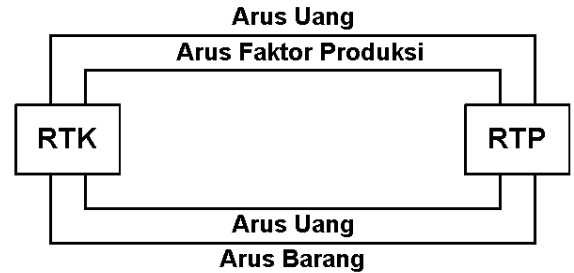 Arus Uang
Arus Faktor Produksi
RTK
RTP
Arus Uang
Arus Barang